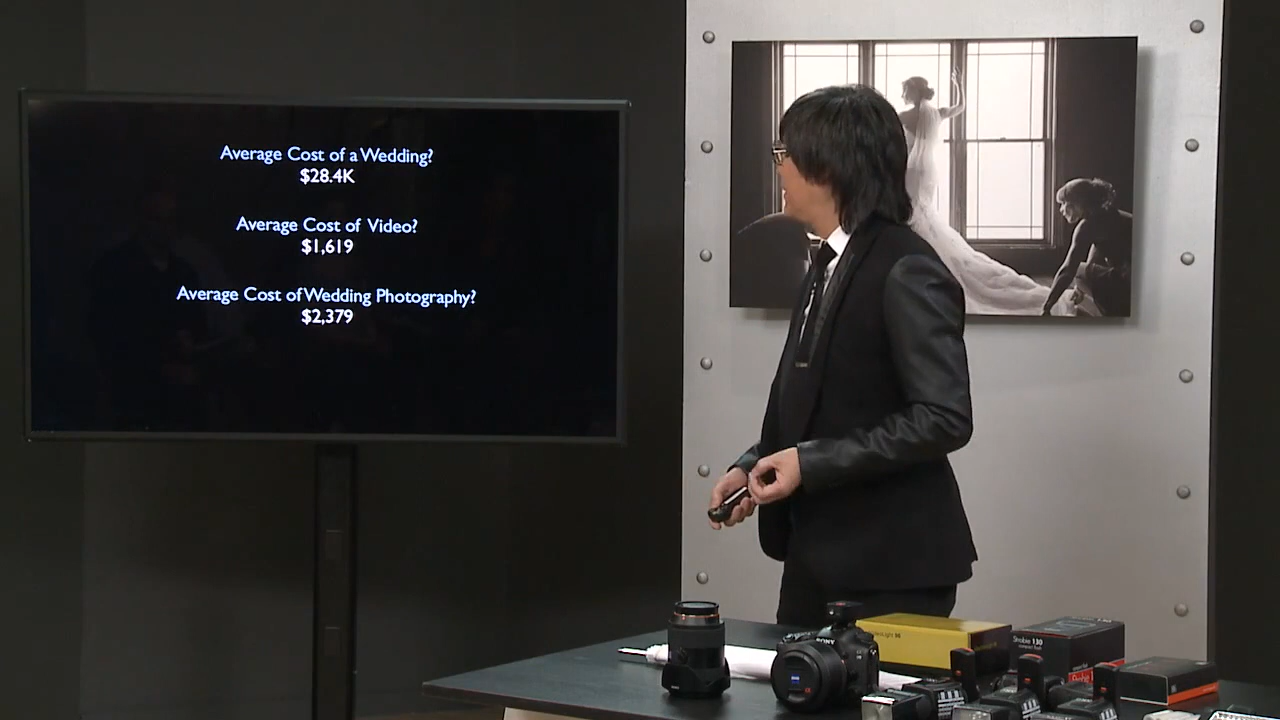 Average Cost of a Wedding?
$28.4K
Average Cost of Video?
$1,619
Average Cost of Wedding Photography?
$2,379
SONY
Strobie 130